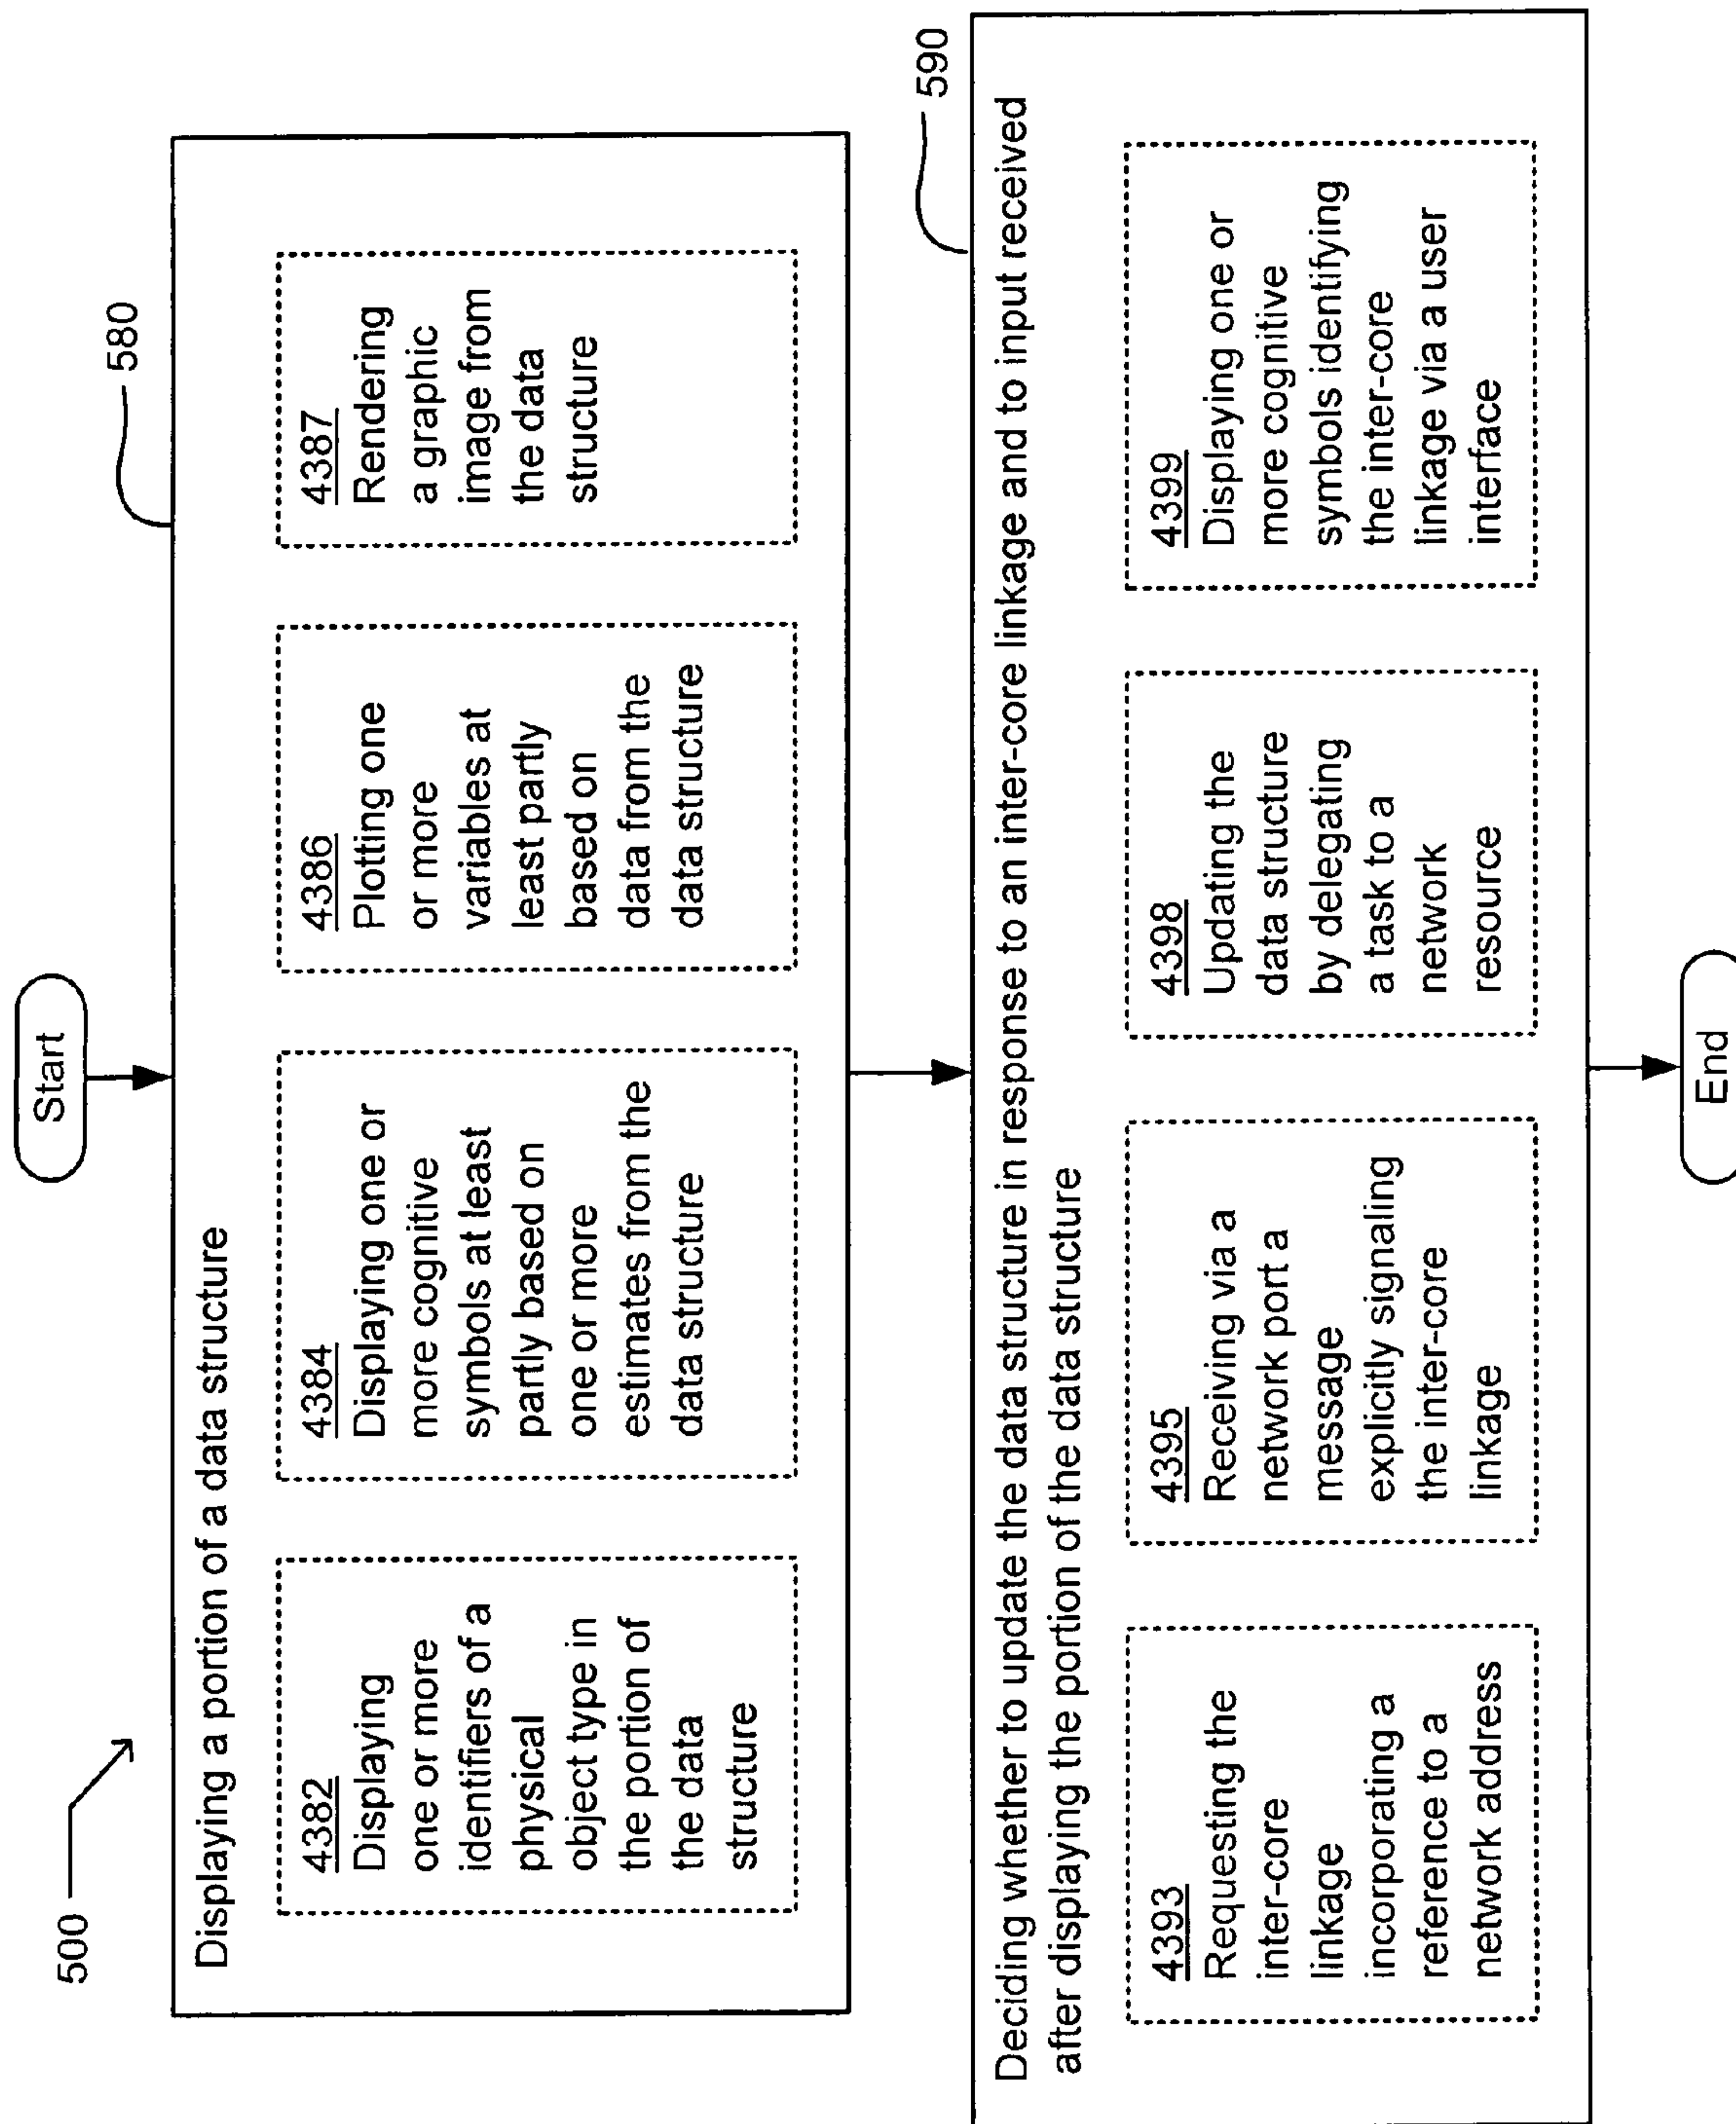 500
Start
580
Displaying a portion of a data structure
4382
Displaying
one or more
identifiers of a
physical
object type in
the portion of
the data
structure
4384
Displaying one or
more cognitive
symbols at least
partly based on
one or more
estimates from the
data structure
4386
Plotting one
or more
variables at
least partly
based on
data from the
data structure
4387
Rendering
a graphic
image from
the data
structure
590
Deciding whether to update the data structure in response to an inter-core linkage and to input received
after displaying the portion of the data structure
4393
Requesting the
inter-core
linkage
incorporating a
reference to a
network address
4395
Receiving via a
network port a
message
explicitly signaling
the inter-core
linkage
4398
Updating the
data structure
by delegating
a task to a
network
resource
4399
Displaying one or
more cognitive
symbols identifying
the inter-core
linkage via a user
interface
End